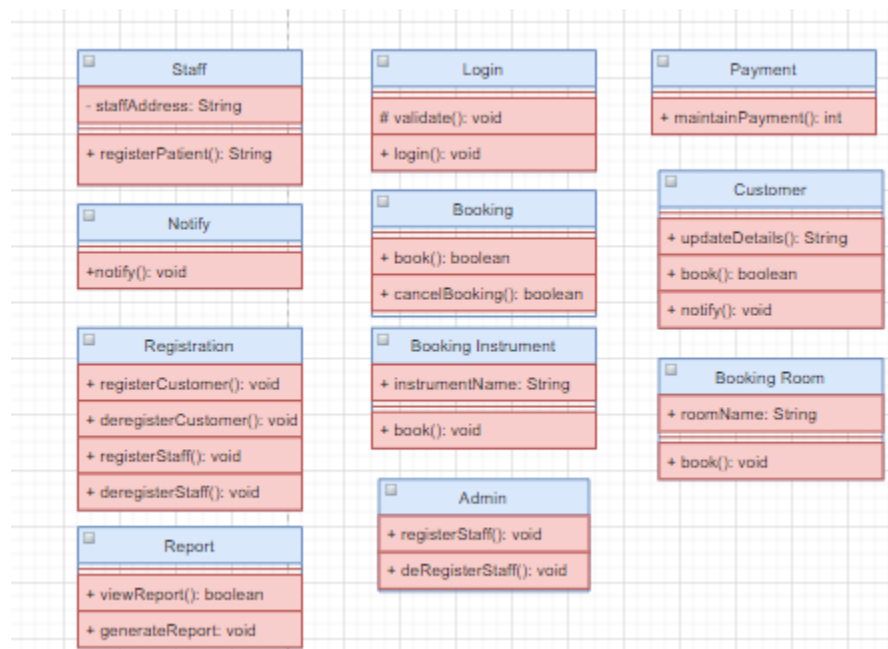 Staff
- staffAddress: String
+ registerPatient(): String
Notify
+notify(): void
Registration
+ registerCustomer(): void
+ deregisterCustomer(): void
+ registerStaff(): void
+ deregisterStaff(): void
Report
+ viewReport(): boolean
+ generateReport: void
Login
# validate(): void
+ login(): void
Booking
+ book(): boolean
+ cancelBooking(): boolean
Booking Instrument
+ instrumentName: String
+ book(): void
Admin
+ registerStaff(): void
+ deRegisterStaff(): void
Payment
+ maintainPayment(): int
Customer
+ updateDetails(): String
+ book(): boolean
+ notify(): void
Booking Room
+ roomName: String
+ book(): void